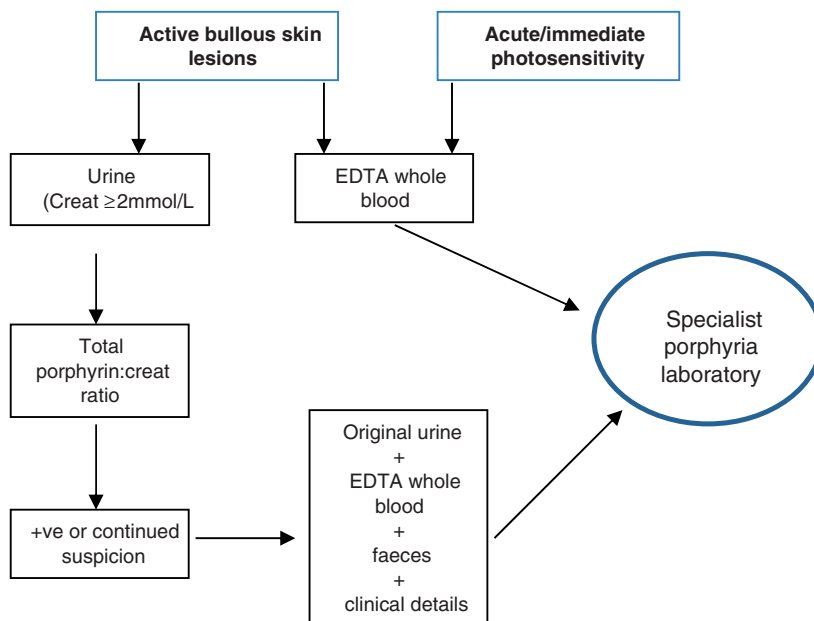 Active bullous skin
lesions
Acute/immediate
photosensitivity
Urine
(Creat ≥2mmol/L
EDTA whole
blood
Total
porphyrin:creat
ratio
Specialist
porphyria
laboratory
+ve or continued
suspicion
Original urine
+
EDTA whole
blood
+
faeces
+
clinical details